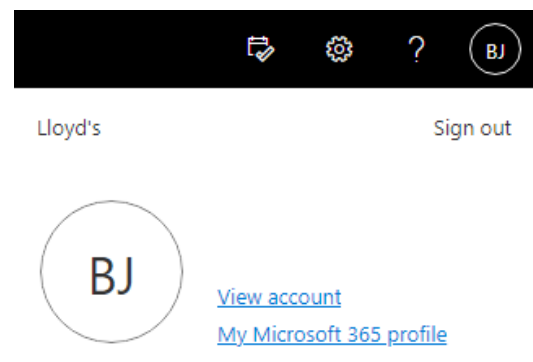 ? BJ
Lloyd's Sign out
BJ
View account
My Microsoft 365 profile